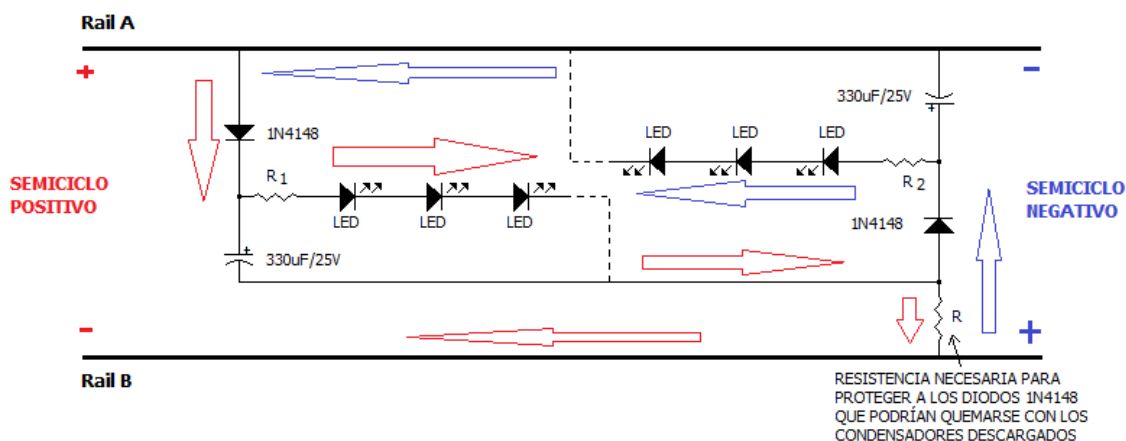 Rail A
+
-
330uF/25V
+
1N4148
LED
LED
LED
R 1
R 2
SEMICICLO
POSITIVO
SEMICICLO
NEGATIVO
LED
LED
LED
1N4148
+
330uF/25V
-
R
+
Rail B
RESISTENCIA NECESARIA PARA
PROTEGER A LOS DIODOS 1N4148
QUE PODRÍAN QUEMARSE CON LOS
CONDENSADORES DESCARGADOS